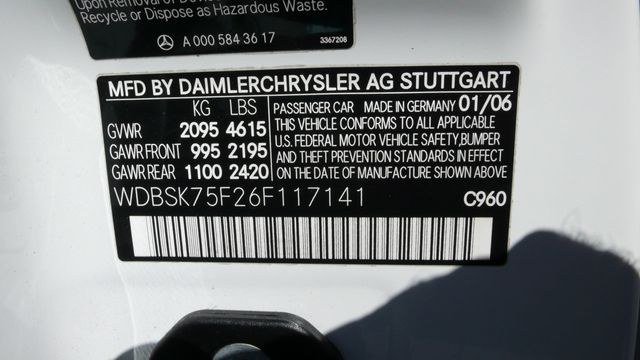 Upon Removal
Recycle or Dispose as Hazardous Waste.
A 000 584 36 17 3367208
MFD BY DAIMLERCHRYSLER AG STUTTGART
KG LBS PASSENGER CAR MADE IN GERMANY 01/06
GVWR 2095 4615 THIS VEHICLE CONFORMS TO ALL APPLICABLE
GAWR FRONT 995 2195 U.S. FEDERAL MOTOR VEHICLE SAFETY,BUMPER
AND THEFT PREVENTION STANDARDS IN EFFECT
GAWR REAR 1100 2420 ON THE DATE OF MANUFACTURE SHOWN ABOVE.
WDBSK75F26F117141 C960